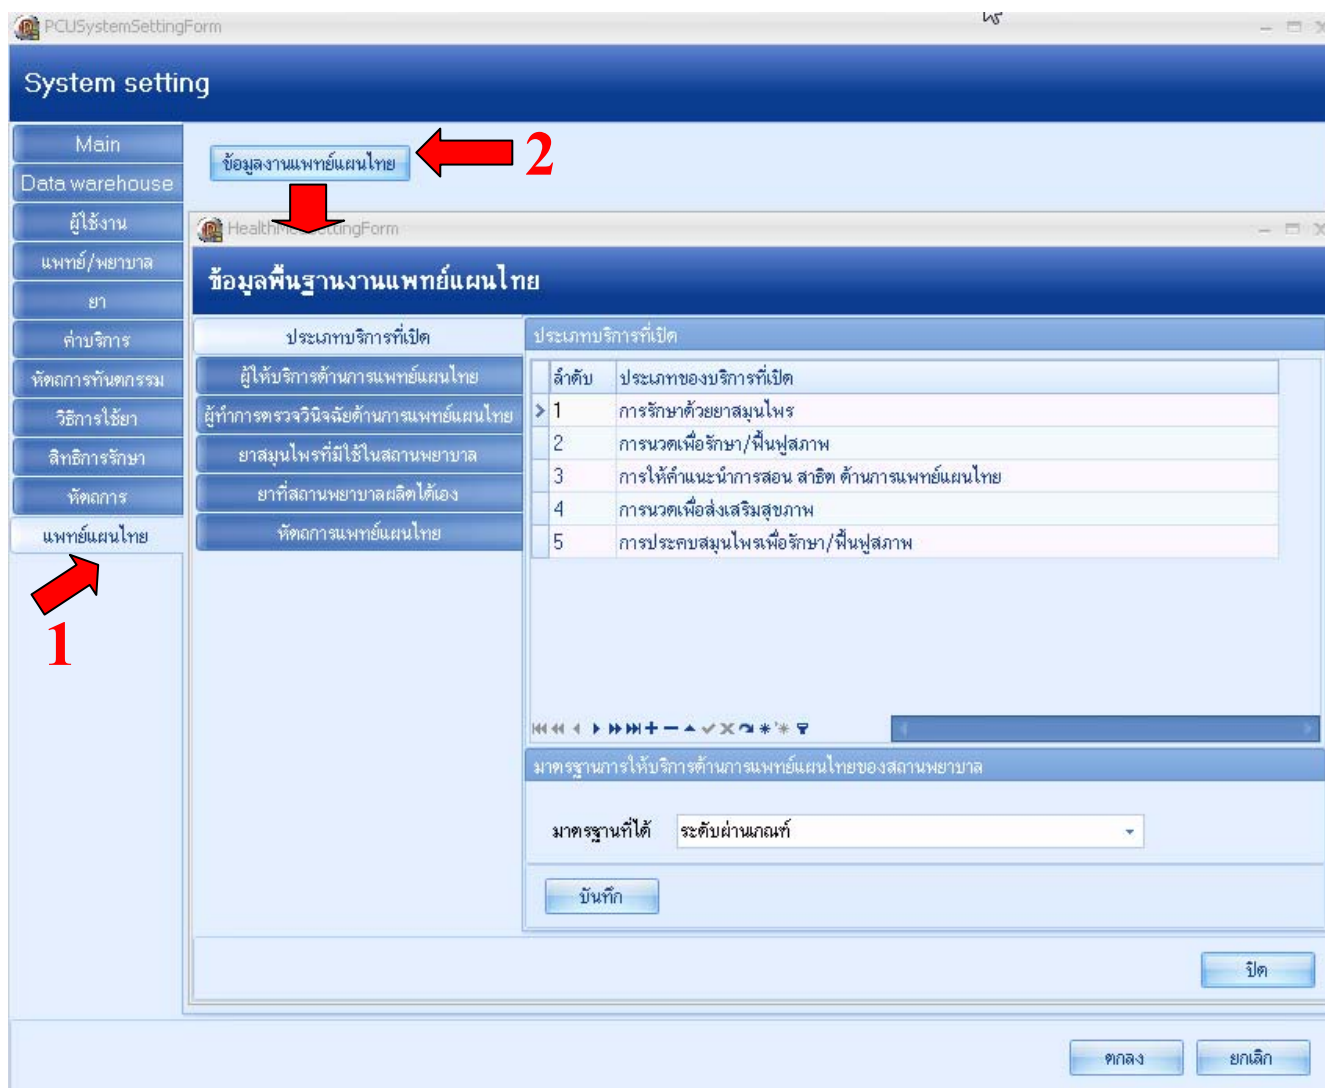 PCUSystemSettingForm
System setting
Main
Data warehouse
ผู้ใช้งาน
แพทย์/พยาบาล
ยา
ค่าบริการ
หัตถการทันตกรรม
วิธีการใช้ยา
สิทธิการรักษา
หัตถการ
แพทย์แผนไทย
1
ข้อมูลงานแพทย์แผนไทย
2
ข้อมูลพื้นฐานงานแพทย์แผนไทย
ประเภทบริการที่เปิด
ผู้ให้บริการด้านการแพทย์แผนไทย
ผู้ทำการตรวจวินิจฉัยด้านการแพทย์แผนไทย
ยาสมุนไพรที่มีใช้ในสถานพยาบาล
ยาที่สถานพยาบาลผลิตได้เอง
หัตถการแพทย์แผนไทย
ประเภทบริการที่เปิด
ลำดับ ประเภทของบริการที่เปิด
1 การรักษาด้วยยาสมุนไพร
2 การนวดเพื่อรักษา/ฟื้นฟูสภาพ
3 การให้คำแนะนำการสอน สาธิต ด้านการแพทย์แผนไทย
4 การนวดเพื่อส่งเสริมสุขภาพ
5 การประคบสมุนไพรเพื่อรักษา/ฟื้นฟูสภาพ
มาตรฐานการให้บริการด้านการแพทย์แผนไทยของสถานพยาบาล
มาตรฐานที่ได้ ระดับผ่านเกณฑ์
บันทึก
ปิด
ตกลง ยกเลิก